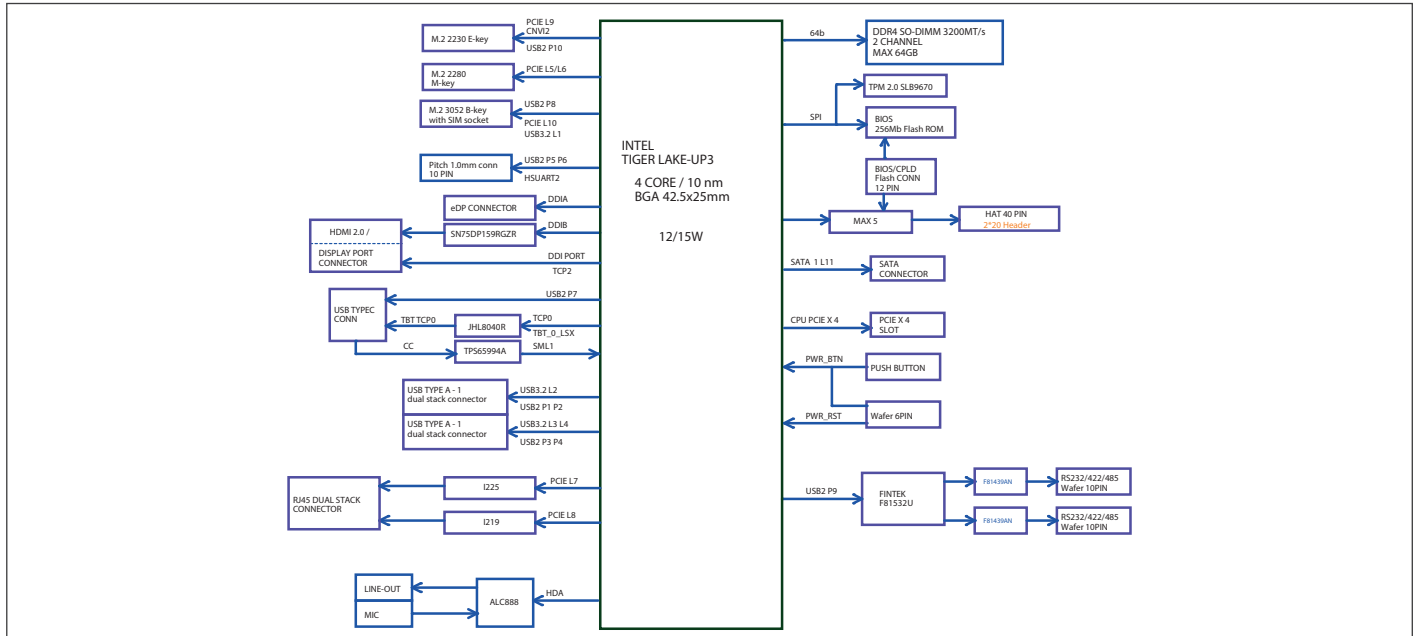 PCIE L9
CNVI2
M.2 2230 E-key
USB2 P10
M.2 2280
M-key
PCIE L5/L6
USB2 P8
M.2 3052 B-key
with SIM socket
PCIE L10
USB3.2 L1
Pitch 1.0mm conn
10 PIN
USB2 P5 P6
HSUART2
DDIA
eDP CONNECTOR
HDMI 2.0 /
SN75DP159RGZR
DDIB
DISPLAY PORT
CONNECTOR
DDI PORT
TCP2
USB2 P7
USB TYPEC
CONN
TBT TCP0
JHL8040R
TCP0
TBT_0_LSX
CC
TPS65994A
SML1
USB TYPE A - 1
dual stack connector
USB3.2 L2
USB2 P1 P2
USB TYPE A - 1
dual stack connector
USB3.2 L3 L4
USB2 P3 P4
RJ45 DUAL STACK
CONNECTOR
I225
PCIE L7
I219
PCIE L8
LINE-OUT
MIC
ALC888
HDA
INTEL
TIGER LAKE-UP3
4 CORE / 10 nm
BGA 42.5x25mm
12/15W
64b
DDR4 SO-DIMM 3200MT/s
2 CHANNEL
MAX 64GB
TPM 2.0 SLB9670
SPI
BIOS
256Mb Flash ROM
BIOS/CPLD
Flash CONN
12 PIN
MAX 5
HAT 40 PIN
2*20 Header
SATA 1 L11
SATA
CONNECTOR
CPU PCIE X 4
PCIE X 4
SLOT
PWR_BTN
PUSH BUTTON
PWR_RST
Wafer 6PIN
USB2 P9
FINTEK
F81532U
F81439AN
RS232/422/485
Wafer 10PIN
F81439AN
RS232/422/485
Wafer 10PIN